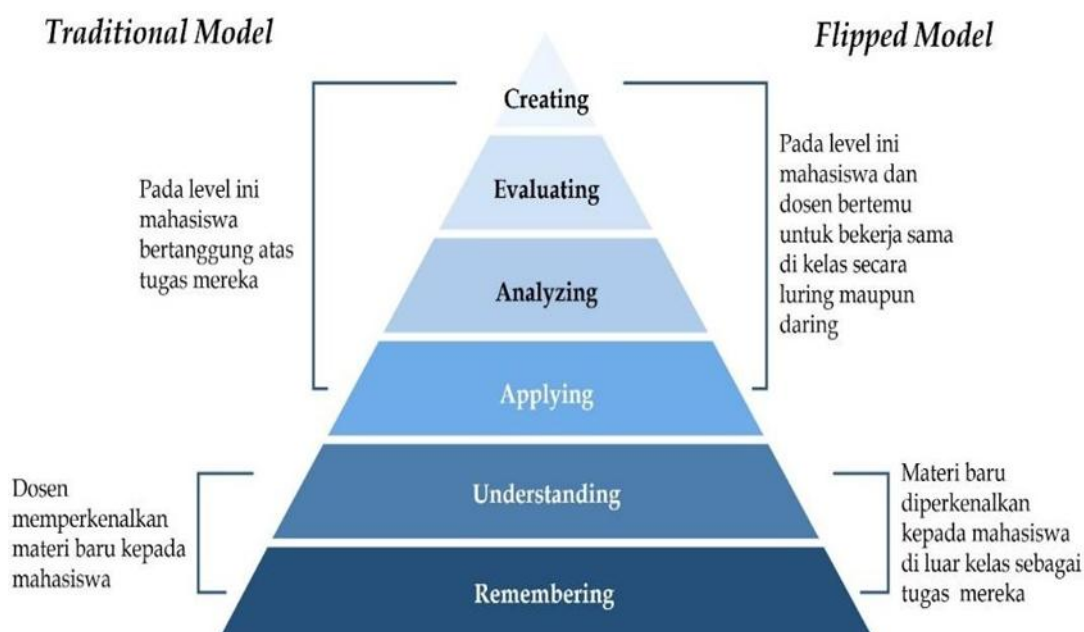 Traditional Model
Flipped Model
Creating
Evaluating
Analyzing
Applying
Understanding
Remembering
Pada level ini
mahasiswa
bertanggung atas
tugas mereka
Pada level ini
mahasiswa dan
dosen bertemu
untuk bekerja sama
di kelas secara
luring maupun
daring
Dosen
memperkenalkan
materi baru kepada
mahasiswa
Materi baru
diperkenalkan
kepada mahasiswa
di luar kelas sebagai
tugas mereka